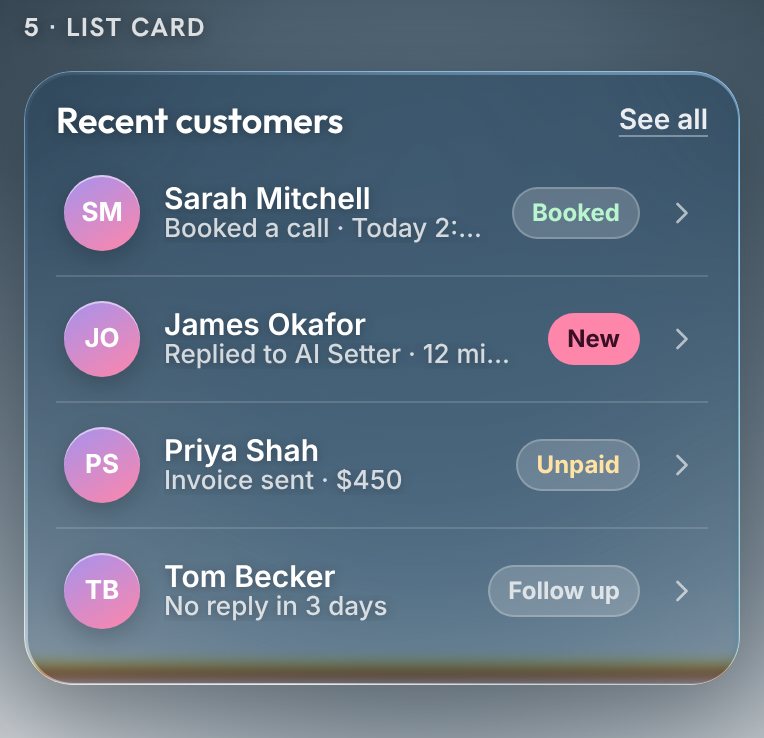 5 · LIST CARD
Recent customers
See all
SM
Sarah Mitchell
Booked a call · Today 2:...
Booked
JO
James Okafor
Replied to AI Setter · 12 mi...
New
PS
Priya Shah
Invoice sent · $450
Unpaid
TB
Tom Becker
No reply in 3 days
Follow up